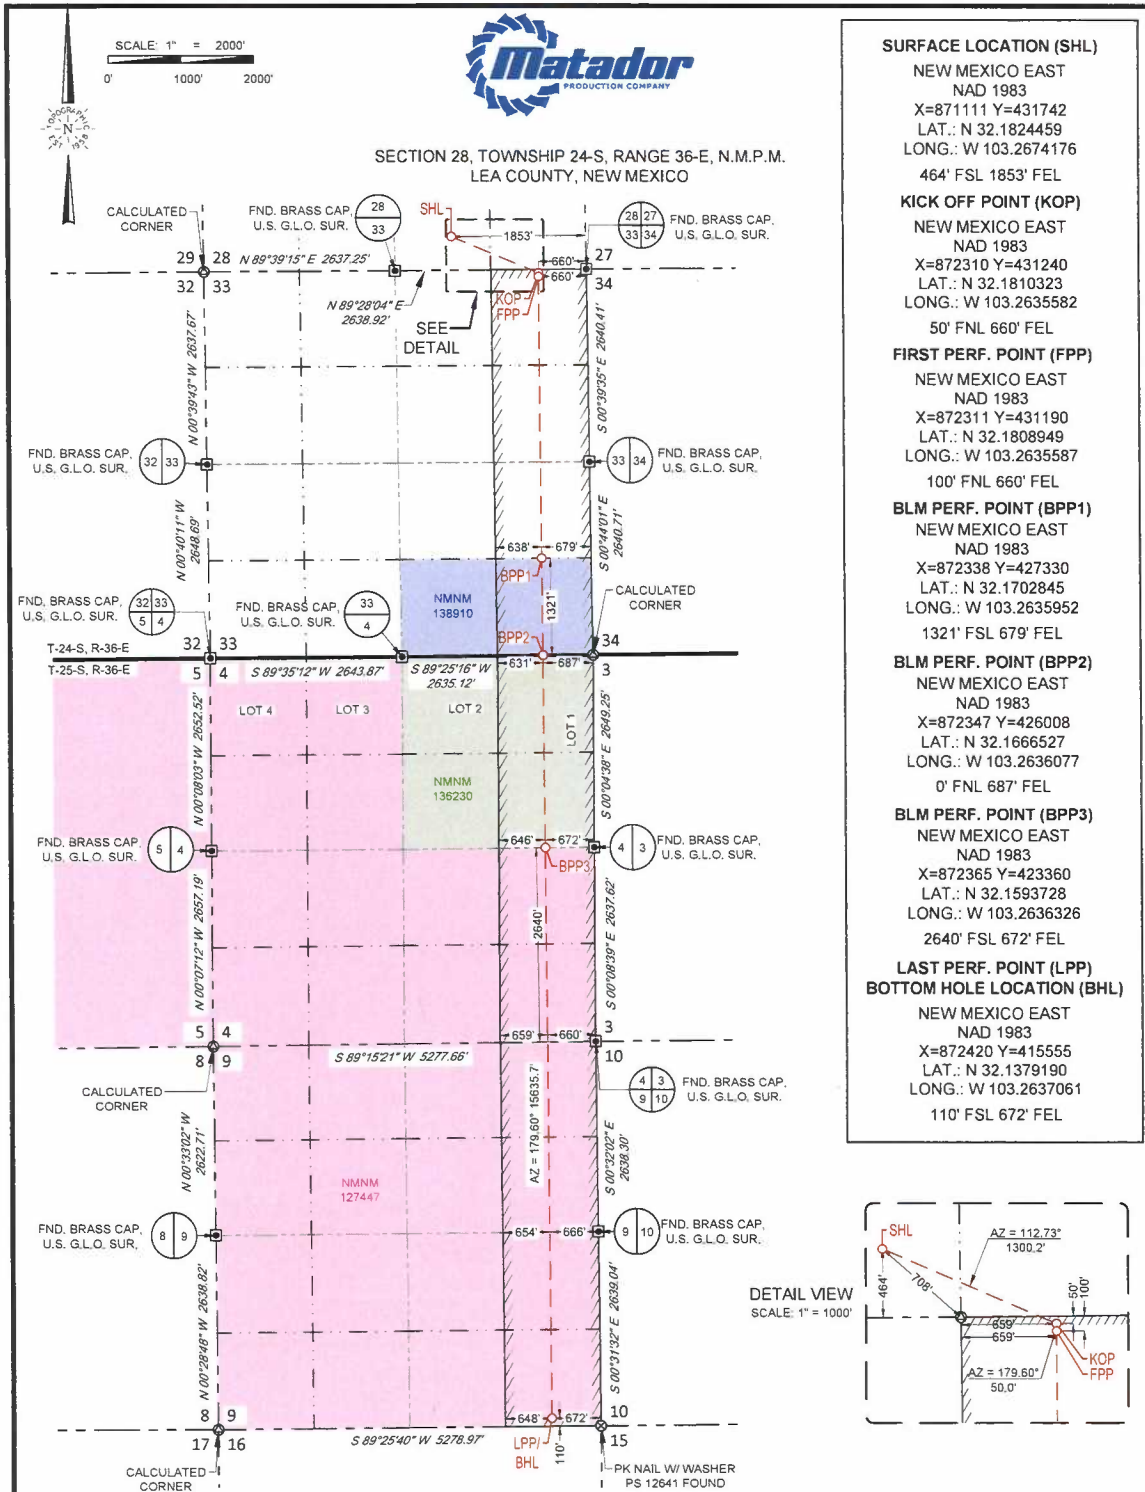 SCALE: 1" = 2000'
0' 1000' 2000'
TOPOGRAPHIC
N
EST 1958
Matador
PRODUCTION COMPANY
SECTION 28, TOWNSHIP 24-S, RANGE 36-E, N.M.P.M.
LEA COUNTY, NEW MEXICO
SURFACE LOCATION (SHL)
NEW MEXICO EAST
NAD 1983
X=871111 Y=431742
LAT.: N 32.1824459
LONG.: W 103.2674176
464' FSL 1853' FEL
KICK OFF POINT (KOP)
NEW MEXICO EAST
NAD 1983
X=872310 Y=431240
LAT.: N 32.1810323
LONG.: W 103.2635582
50' FNL 660' FEL
FIRST PERF. POINT (FPP)
NEW MEXICO EAST
NAD 1983
X=872311 Y=431190
LAT.: N 32.1808949
LONG.: W 103.2635587
100' FNL 660' FEL
BLM PERF. POINT (BPP1)
NEW MEXICO EAST
NAD 1983
X=872338 Y=427330
LAT.: N 32.1702845
LONG.: W 103.2635952
1321' FSL 679' FEL
BLM PERF. POINT (BPP2)
NEW MEXICO EAST
NAD 1983
X=872347 Y=426008
LAT.: N 32.1666527
LONG.: W 103.2636077
0' FNL 687' FEL
BLM PERF. POINT (BPP3)
NEW MEXICO EAST
NAD 1983
X=872365 Y=423360
LAT.: N 32.1593728
LONG.: W 103.2636326
2640' FSL 672' FEL
LAST PERF. POINT (LPP)
BOTTOM HOLE LOCATION (BHL)
NEW MEXICO EAST
NAD 1983
X=872420 Y=415555
LAT.: N 32.1379190
LONG.: W 103.2637061
110' FSL 672' FEL
CALCULATED
CORNER
FND. BRASS CAP,
U.S. G.L.O. SUR.
28
33
SHL
1853'
28 27
33 34
FND. BRASS CAP,
U.S. G.L.O. SUR.
29 28
32 33
N 89°39'15" E 2637.25'
N 89°28'04" E
2638.92'
660'
660'
27
34
KOP
FPP
SEE
DETAIL
N 00°39'43" W 2637.67'
S 00°39'35" E 2640.41'
FND. BRASS CAP,
U.S. G.L.O. SUR.
32 33
33 34
FND. BRASS CAP,
U.S. G.L.O. SUR.
N 00°40'11" W
2648.69'
S 00°44'01" E
2640.71'
638' 679'
BPP1
NMNM
138910
1321'
CALCULATED
CORNER
FND. BRASS CAP,
U.S. G.L.O. SUR.
32 33
5 4
FND. BRASS CAP,
U.S. G.L.O. SUR.
33
4
BPP2
T-24-S, R-36-E
T-25-S, R-36-E
32 33
5 4
34
3
S 89°35'12" W 2643.87'
S 89°25'16" W
2635.12'
631' 687'
LOT 4
LOT 3
LOT 2
LOT 1
N 00°08'03" W 2652.52'
S 00°04'38" E 2649.25'
NMNM
136230
FND. BRASS CAP,
U.S. G.L.O. SUR.
5 4
646' 672'
BPP3
4 3
FND. BRASS CAP,
U.S. G.L.O. SUR.
N 00°07'12" W 2657.19'
2640'
S 00°08'39" E 2637.62'
5 4
8 9
659' 660'
3
10
S 89°15'21" W 5277.66'
CALCULATED
CORNER
4 3
9 10
FND. BRASS CAP,
U.S. G.L.O. SUR.
N 00°33'02" W
2622.71'
AZ = 179.60° 15635.7'
S 00°32'02" E
2638.30'
NMNM
127447
FND. BRASS CAP,
U.S. G.L.O. SUR.
8 9
654' 666'
9 10
FND. BRASS CAP,
U.S. G.L.O. SUR.
N 00°28'48" W 2638.82'
S 00°31'32" E 2639.04'
8 9
17 16
648' 672'
10
15
S 89°25'40" W 5278.97'
LPP/
BHL
110'
CALCULATED
CORNER
PK NAIL W/ WASHER
PS 12641 FOUND
DETAIL VIEW
SCALE: 1" = 1000'
SHL
AZ = 112.73°
1300.2'
464'
708'
50'
100'
659'
659'
KOP
FPP
AZ = 179.60°
50.0'